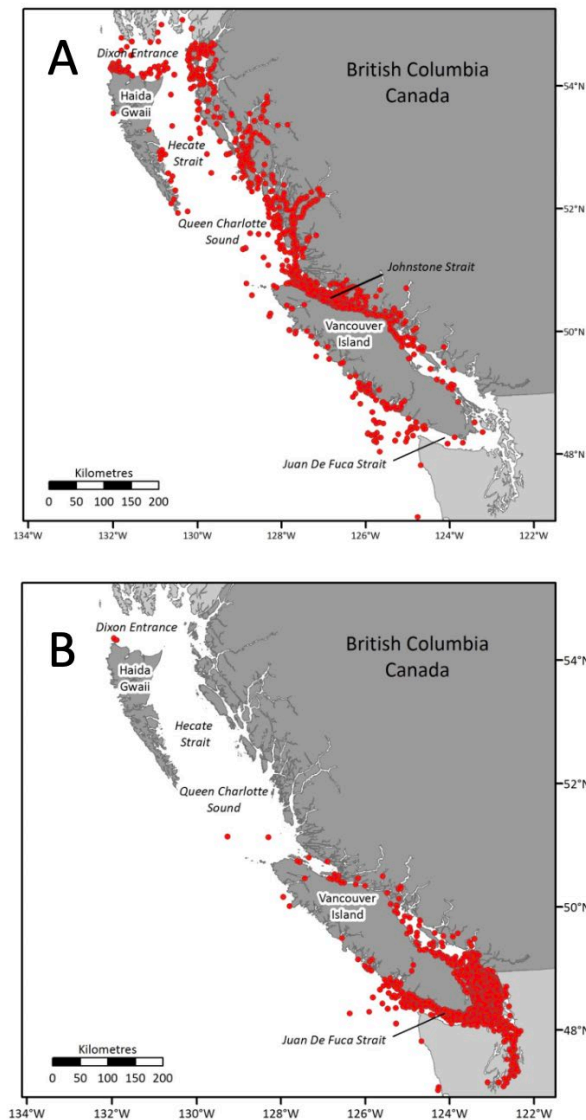 A
Dixon Entrance
Haida
Gwaii
Hecate
Strait
Queen Charlotte
Sound
British Columbia
Canada
Johnstone Strait
Vancouver
Island
Juan De Fuca Strait
Kilometres
0 50 100 150 200
54°N
52°N
50°N
48°N
134°W 132°W 130°W 128°W 126°W 124°W 122°W
B
Dixon Entrance
Haida
Gwaii
Hecate
Strait
Queen Charlotte
Sound
British Columbia
Canada
Vancouver
Island
Juan De Fuca Strait
Kilometres
0 50 100 150 200
54°N
52°N
50°N
48°N
134°W 132°W 130°W 128°W 126°W 124°W 122°W